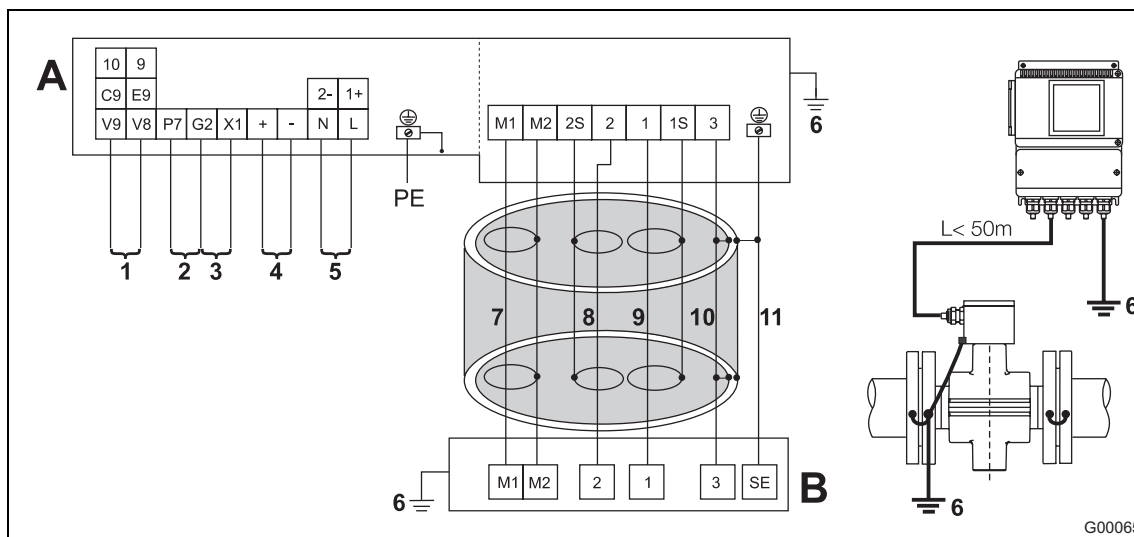 A
10 9
C9 E9 2- 1+
V9 V8 P7 G2 X1 + - N L
PE
1 2 3 4 5
M1 M2 2S 2 1 1S 3
6
7 8 9 10 11
6
M1 M2 2 1 3 SE
B
L< 50m
6
6
G00065